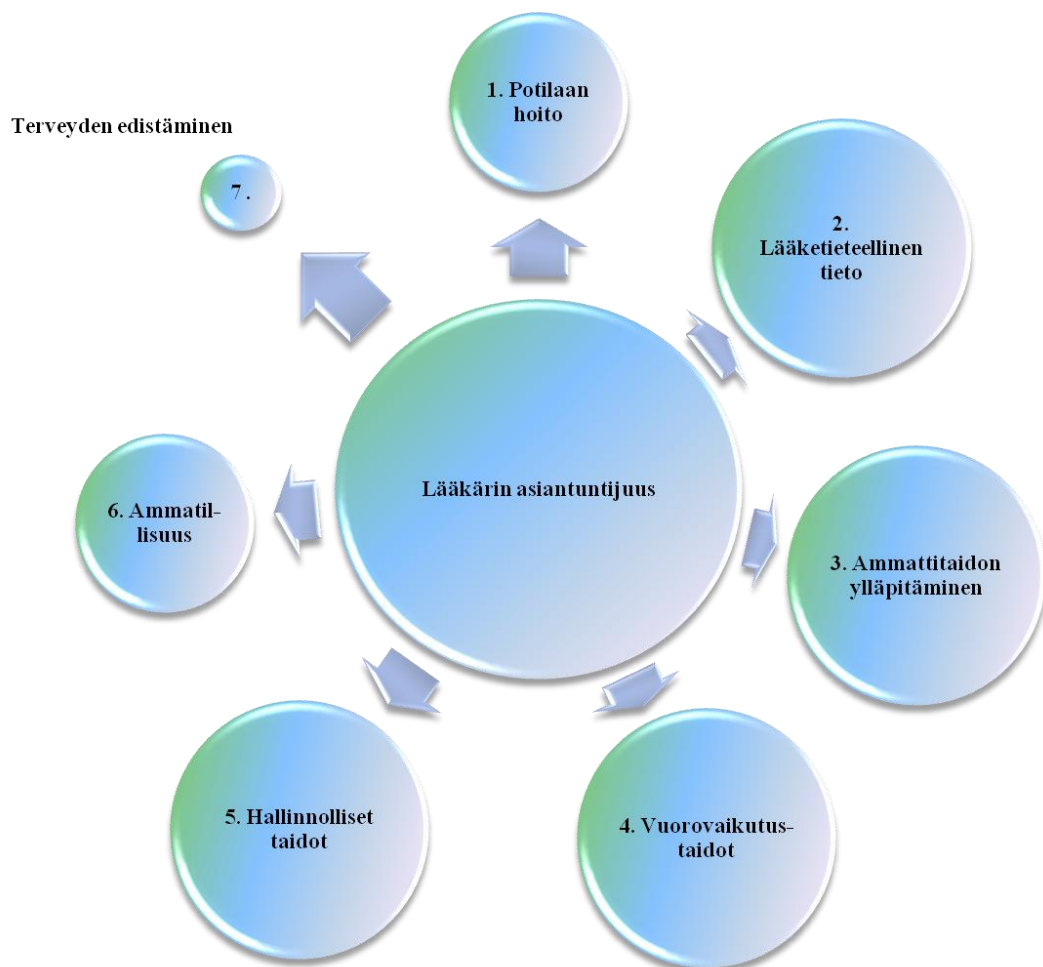 1. Potilaan
hoito
2.
Lääketieteellinen
tieto
3. Ammattitaidon
ylläpitäminen
4. Vuorovaikutus-
taidot
5. Hallinnolliset
taidot
6. Ammatil-
lisuus
Terveyden edistäminen
7 .
Lääkärin asiantuntijuus